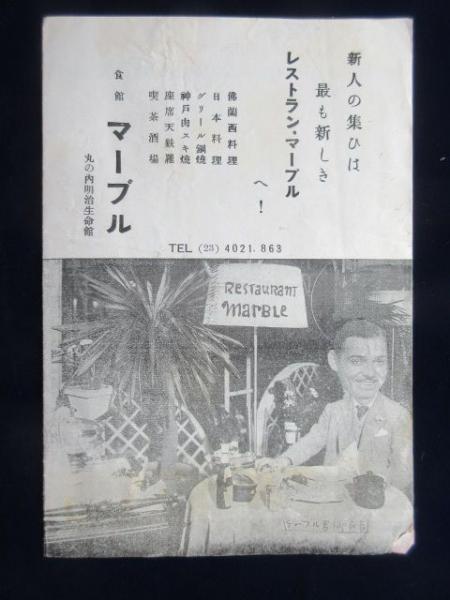 新人の集ひは
最も新しき
レストラン・マーブル
へ!
佛蘭西料理
日本料理
グリール鋤焼
神戸肉スキ焼
座席天麩羅
喫茶酒場
食館 マーブル
丸の内明治生命館
TEL (23) 4021. 863
RESTAURANT
MARBLE